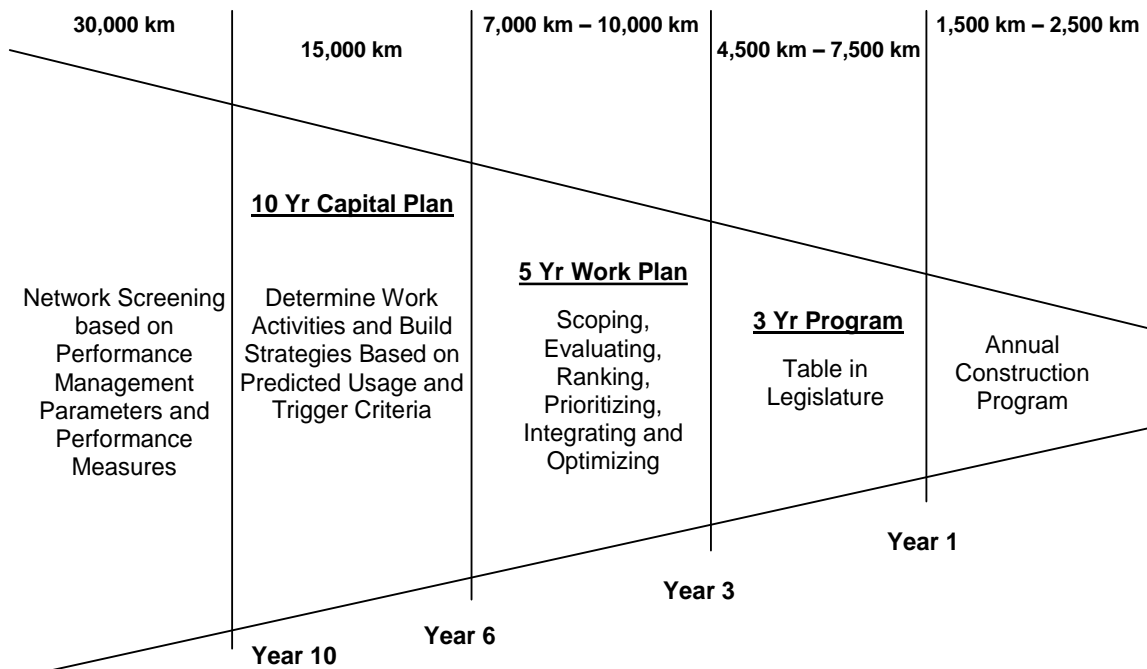 30,000 km
15,000 km
7,000 km – 10,000 km
4,500 km – 7,500 km
1,500 km – 2,500 km
Network Screening
based on
Performance
Management
Parameters and
Performance
Measures
10 Yr Capital Plan
Determine Work
Activities and Build
Strategies Based on
Predicted Usage and
Trigger Criteria
5 Yr Work Plan
Scoping,
Evaluating,
Ranking,
Prioritizing,
Integrating and
Optimizing
3 Yr Program
Table in
Legislature
Annual
Construction
Program
Year 10
Year 6
Year 3
Year 1